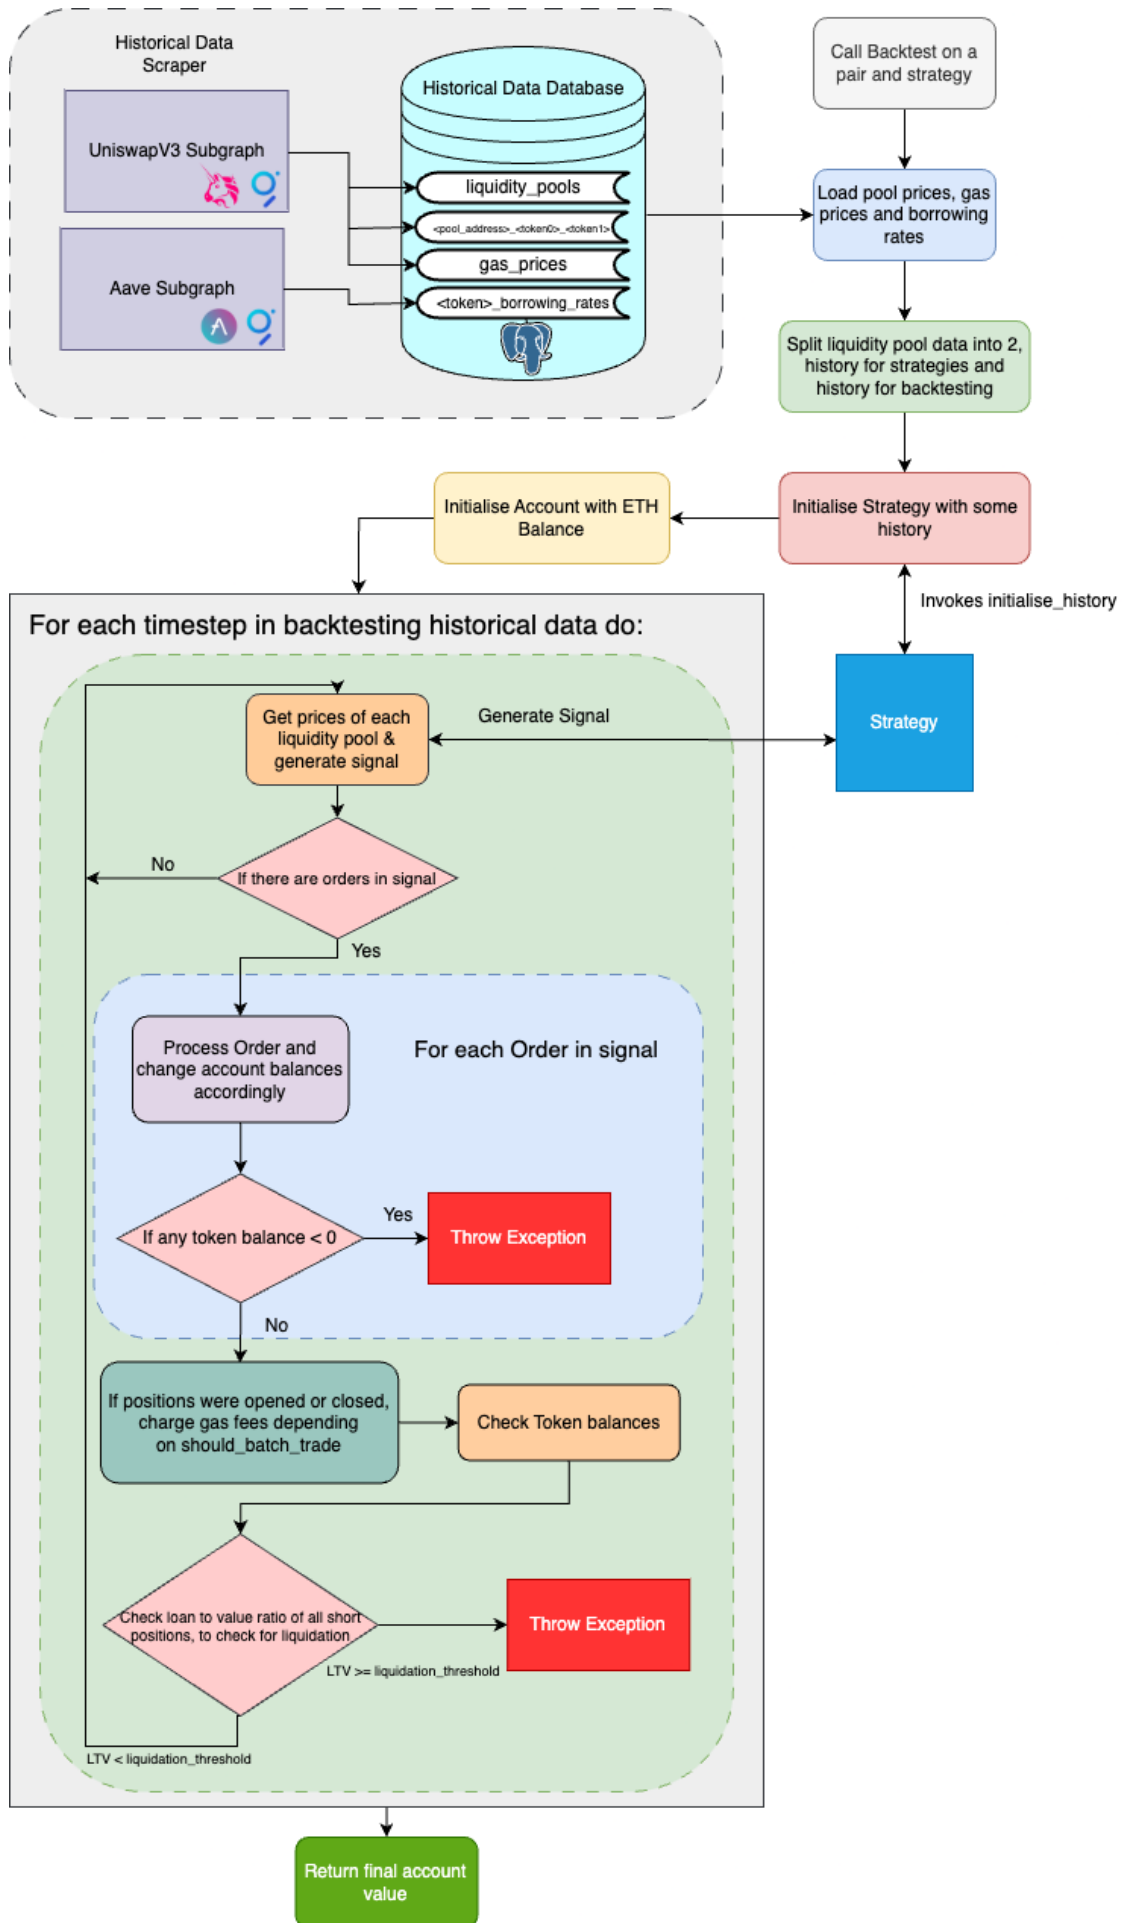 Historical Data
Scraper
UniswapV3 Subgraph
Aave Subgraph
Historical Data Database
liquidity_pools
<pool_address>_<token0>_<token1>
gas_prices
<token>_borrowing_rates
Call Backtest on a
pair and strategy
Load pool prices, gas
prices and borrowing
rates
Split liquidity pool data into 2,
history for strategies and
history for backtesting
Initialise Strategy with some
history
Initialise Account with ETH
Balance
Invokes initialise_history
Strategy
For each timestep in backtesting historical data do:
Get prices of each
liquidity pool &
generate signal
Generate Signal
If there are orders in signal
No
Yes
For each Order in signal
Process Order and
change account balances
accordingly
If any token balance < 0
Yes
Throw Exception
No
If positions were opened or closed,
charge gas fees depending
on should_batch_trade
Check Token balances
Check loan to value ratio of all short
positions, to check for liquidation
Throw Exception
LTV >= liquidation_threshold
LTV < liquidation_threshold
Return final account
value